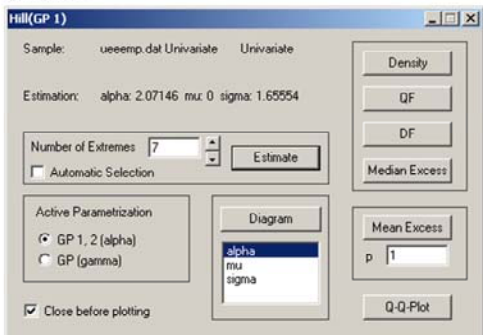 Hill(GP 1)
Sample: ueeemp.dat Univariate Univariate
Estimation: alpha: 2.07146 mu: 0 sigma: 1.65554
Number of Extremes 7
Estimate
Automatic Selection
Active Parametrization
GP 1, 2 (alpha)
GP (gamma)
Close before plotting
Diagram
alpha
mu
sigma
Density
QF
DF
Median Excess
Mean Excess
p 1
Q-Q-Plot